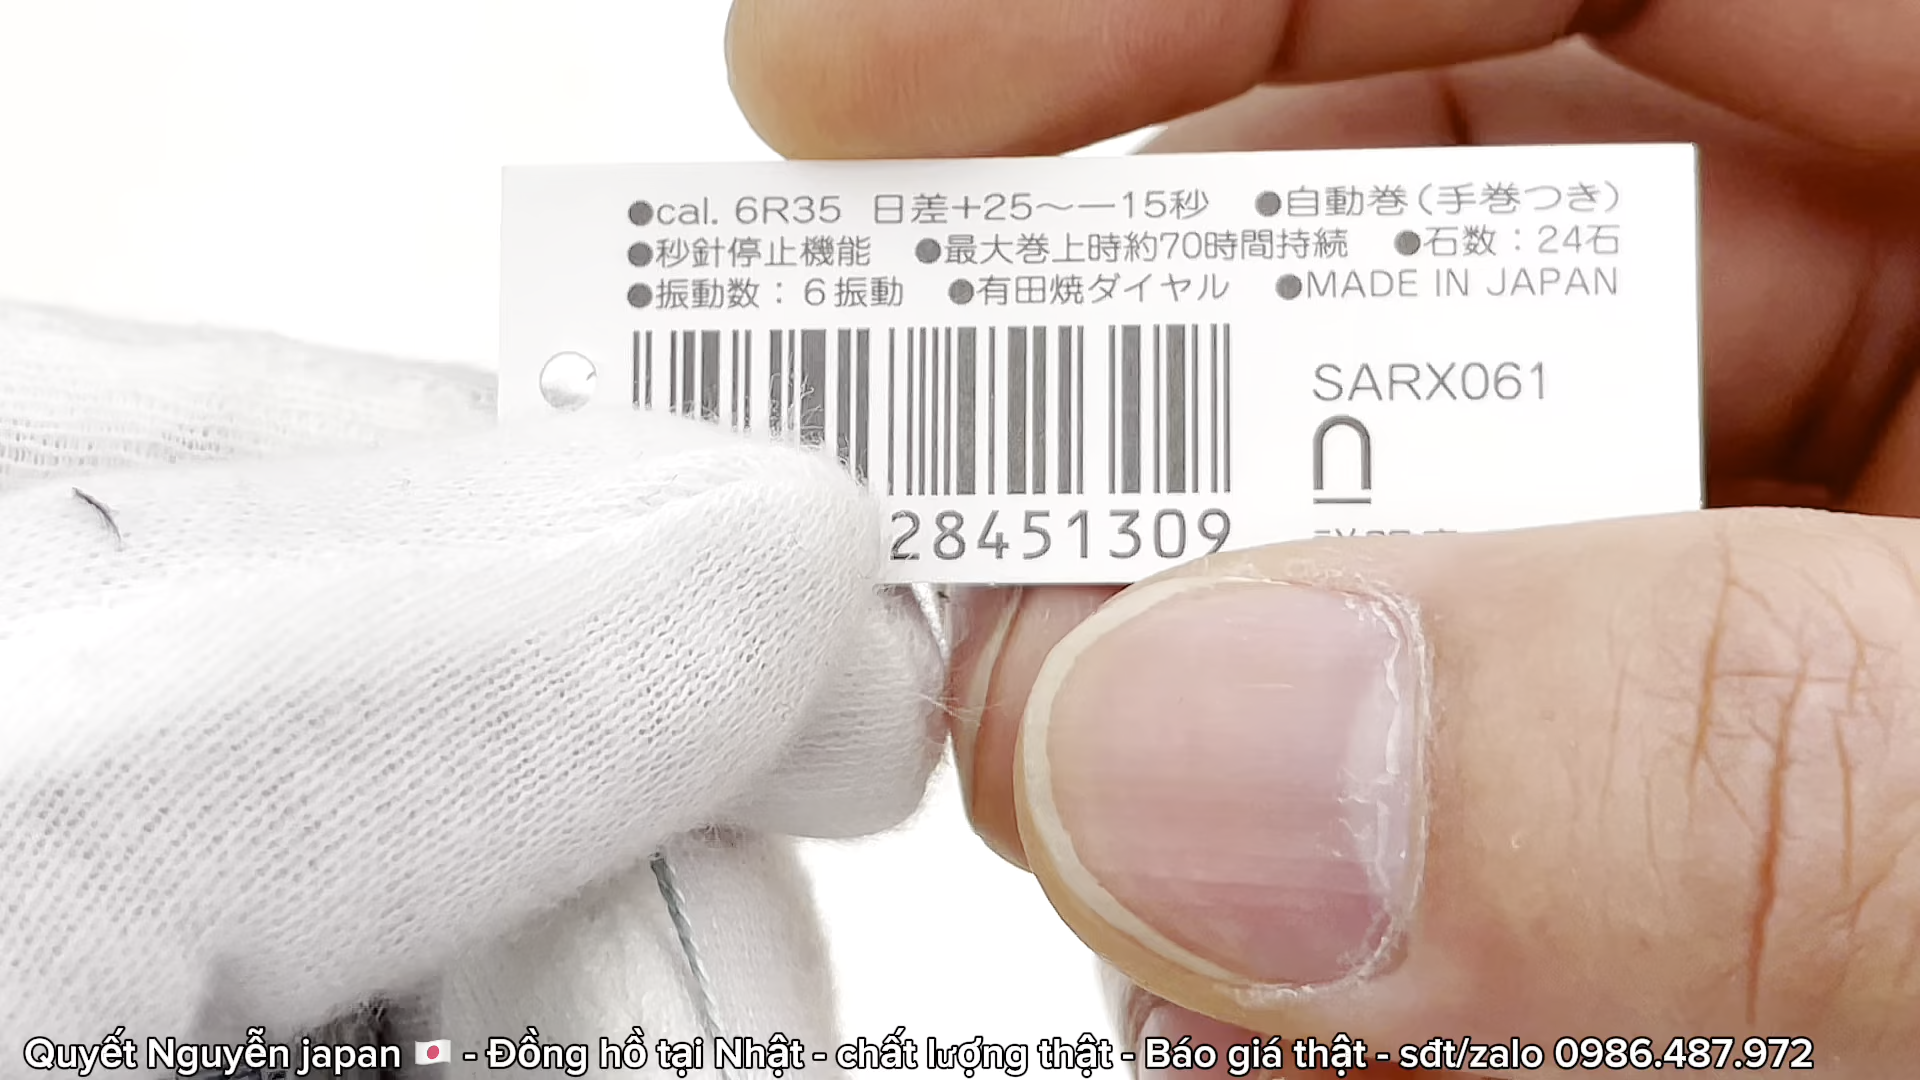 ●cal. 6R35 日差+25～—15秒 ●自動巻(手巻つき)
●秒針停止機能 ●最大巻上時約70時間持続 ●石数：24石
●振動数：6振動 ●有田焼ダイヤル ●MADE IN JAPAN
SARX061
28451309
Quyết Nguyễn japan 🇯🇵 - Đồng hồ tại Nhật - chất lượng thật - Báo giá thật - sđt/zalo 0986.487.972